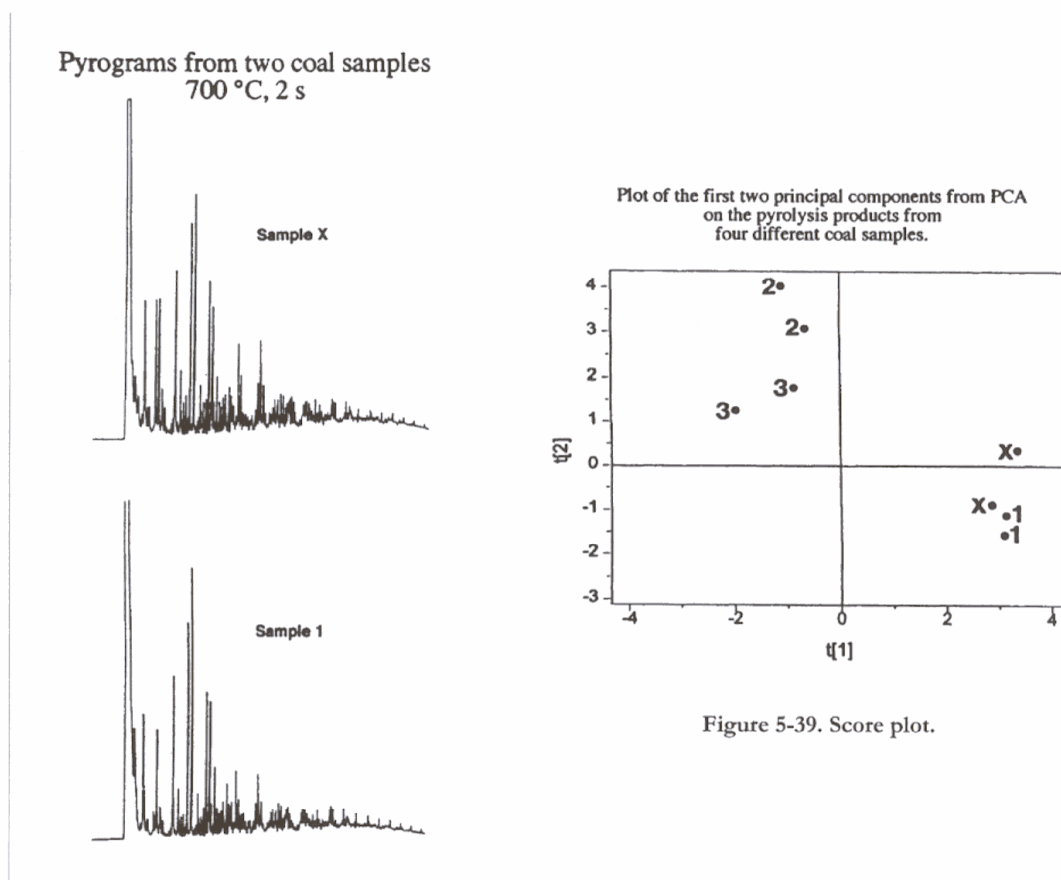 Pyrograms from two coal samples
700 °C, 2 s
Sample X
Sample 1
Plot of the first two principal components from PCA
on the pyrolysis products from
four different coal samples.
4
2
3
2
2
3
1
3
t[2]
X
0
-1
X
1
1
-2
-3
-4
-2
0
2
4
t[1]
Figure 5-39. Score plot.